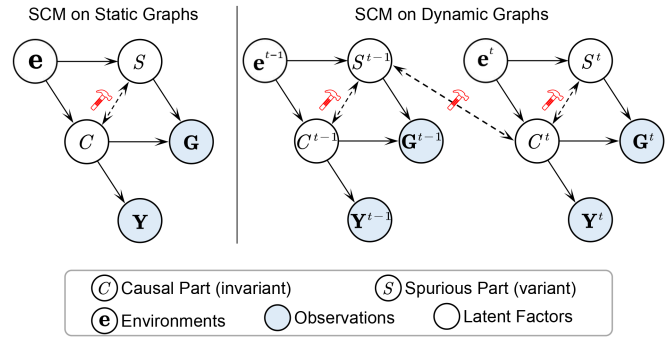 SCM on Static Graphs
SCM on Dynamic Graphs
e
S
C
G
Y
e^{t-1}
S^{t-1}
C^{t-1}
G^{t-1}
Y^{t-1}
e^t
S^t
C^t
G^t
Y^t
C Causal Part (invariant)
S Spurious Part (variant)
e Environments
Observations
Latent Factors